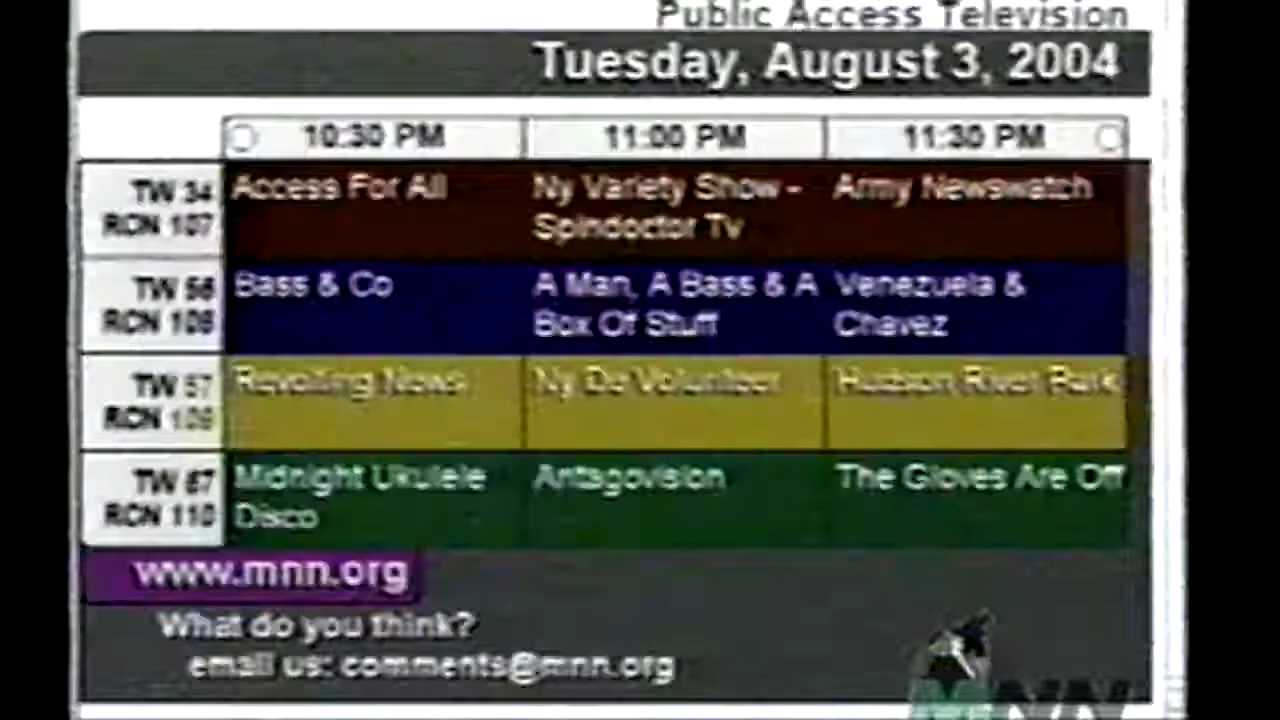 Public Access Television
Tuesday, August 3, 2004
10:30 PM 11:00 PM 11:30 PM
TW 34 Access For All Ny Variety Show - Army Newswatch
RCN 107 Spindoctor Tv
TW 56 Bass & Co A Man, A Bass & A Venezuela &
RCN 108 Box Of Stuff Chavez
TW 57 Revolting News Ny De Volunteer Hudson River Park
RCN 109
TW 67 Midnight Ukulele Antagovision The Gloves Are Off
RCN 110 Disco
www.mnn.org
What do you think?
email us: comments@mnn.org
MNN